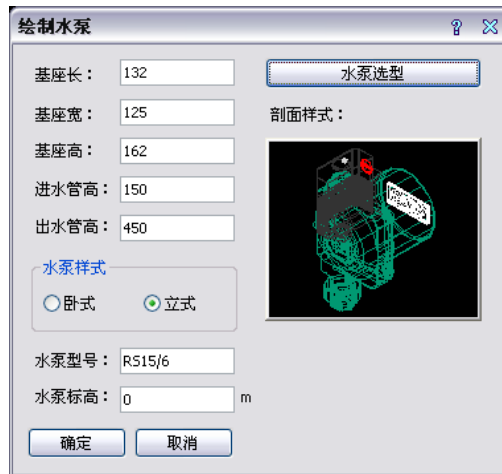 绘制水泵
基座长： 132
水泵选型
基座宽： 125
剖面样式：
基座高： 162
进水管高： 150
出水管高： 450
水泵样式
卧式 立式
水泵型号： RS15/6
水泵标高： 0 m
确定 取消